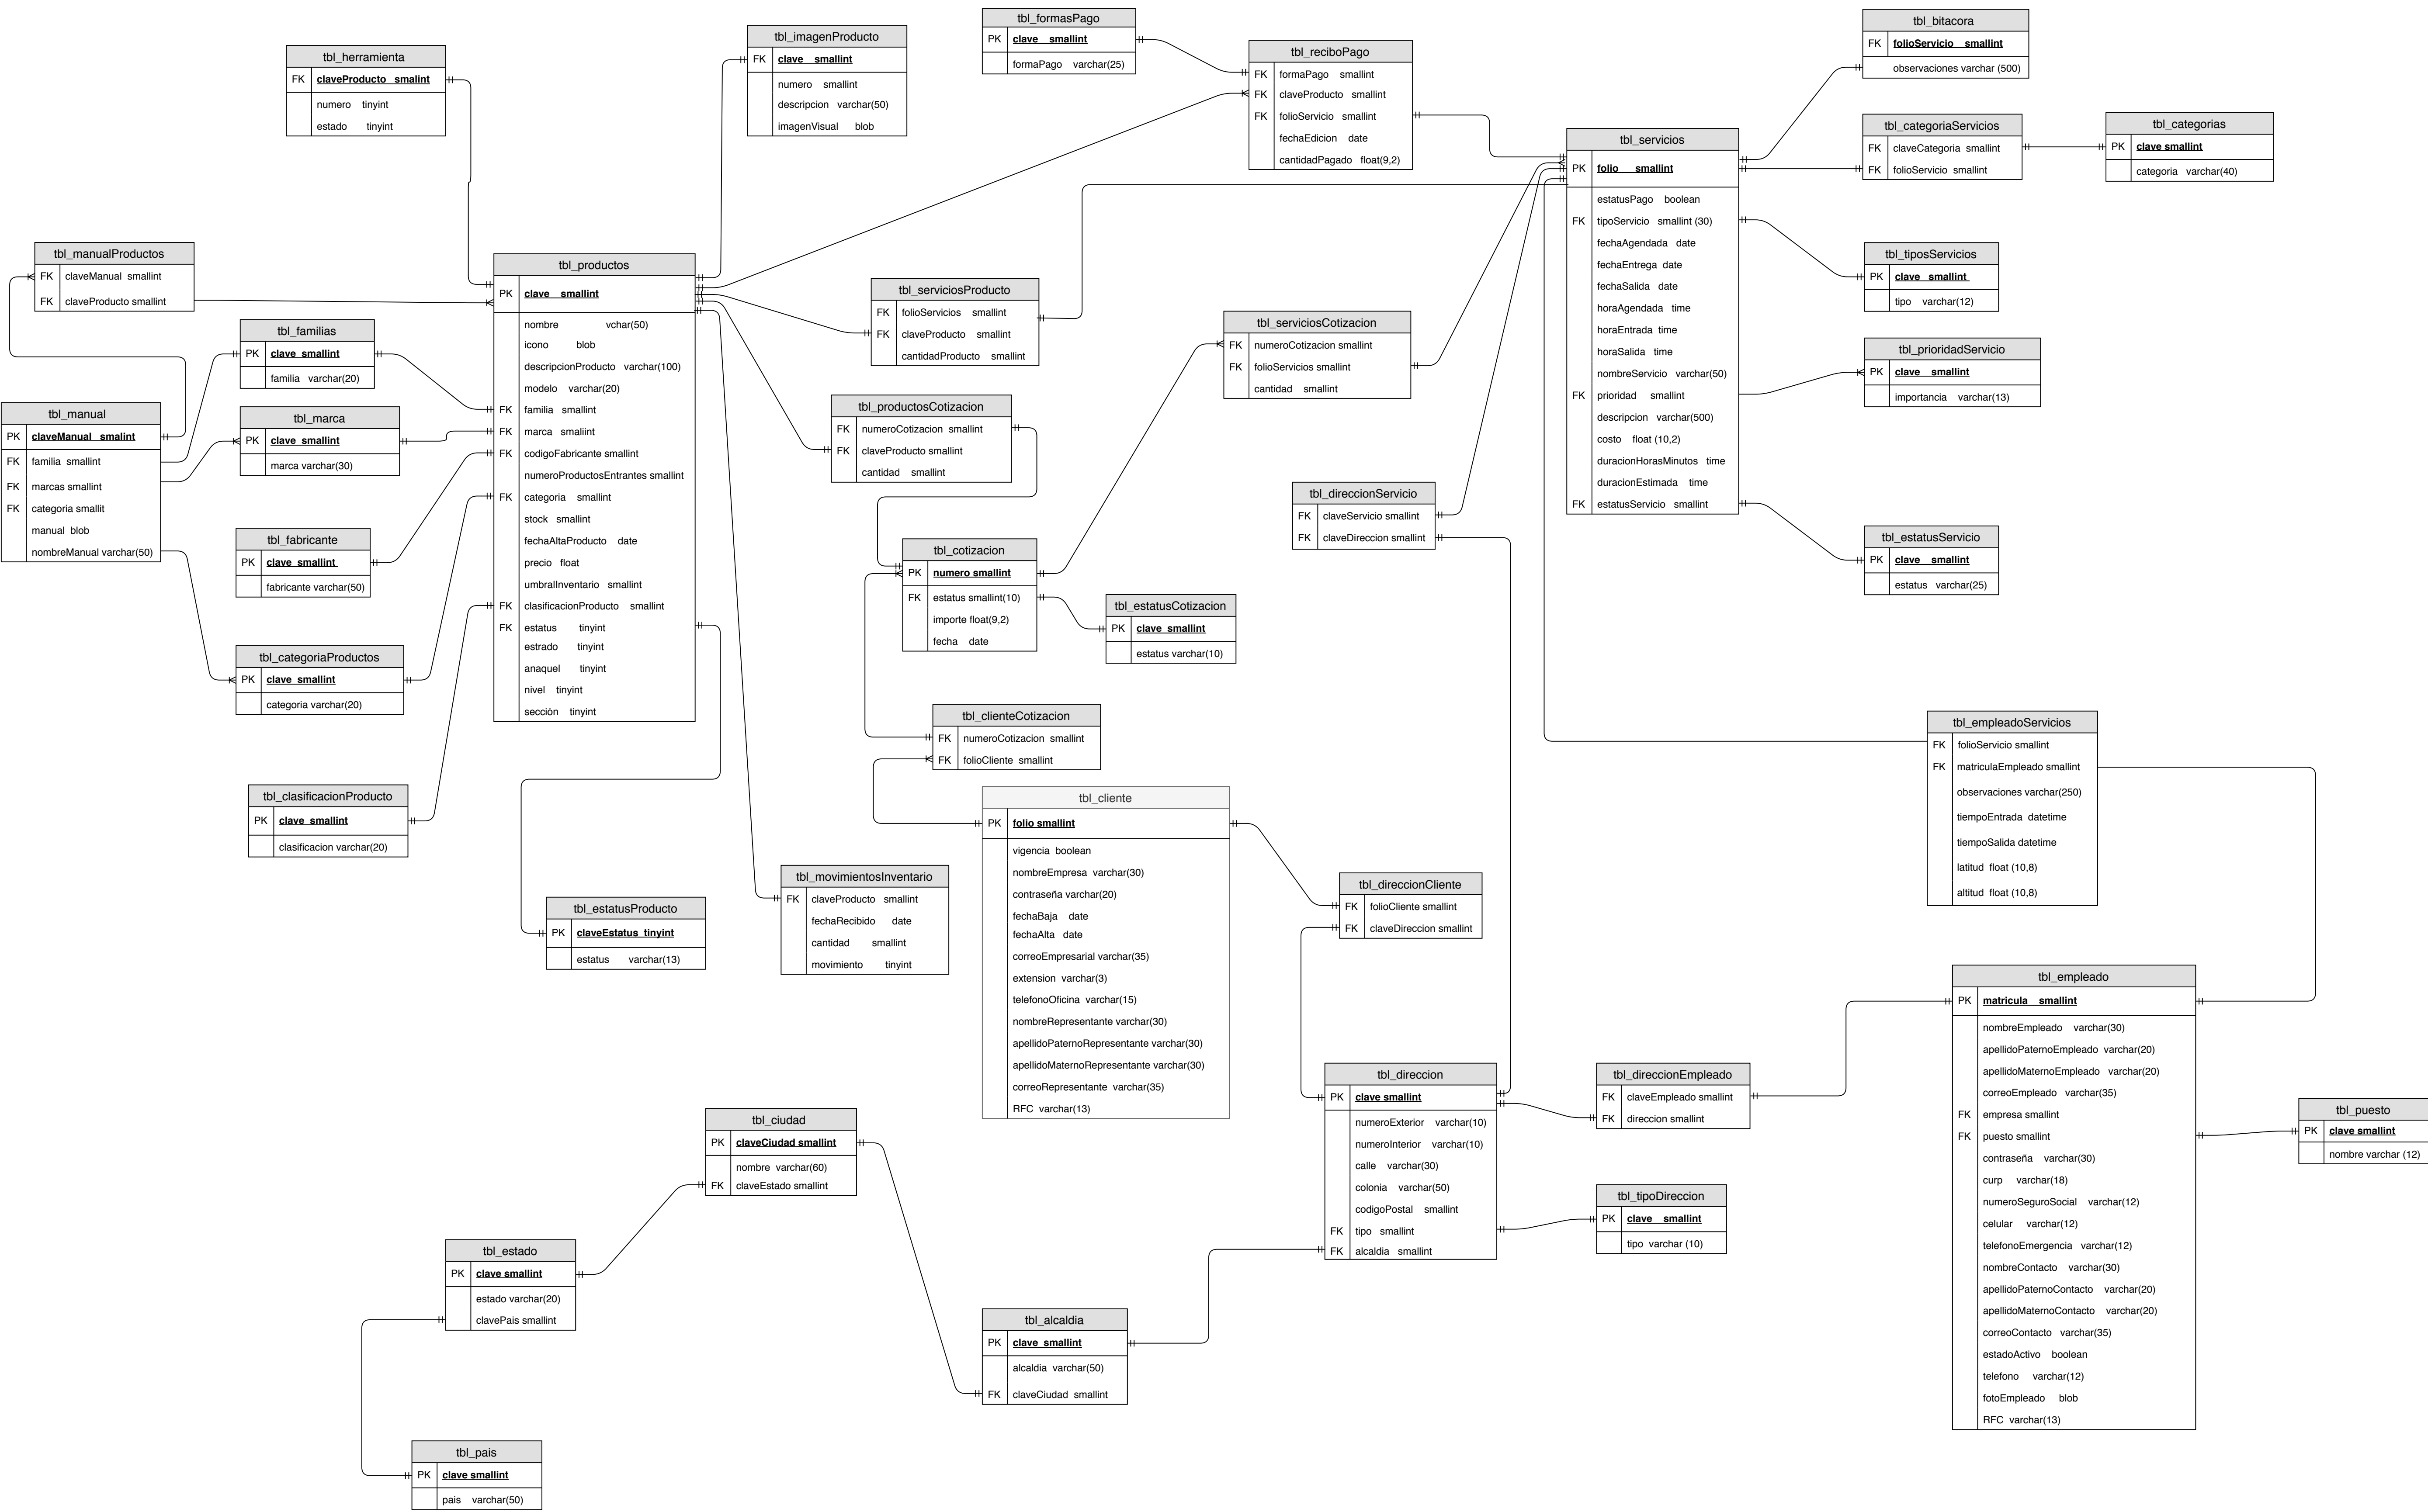 tbl_formasPago
PK clave smallint
formaPago varchar(25)
tbl_bitacora
FK folioServicio smallint
observaciones varchar (500)
tbl_imagenProducto
FK clave smallint
numero smallint
descripcion varchar(50)
imagenVisual blob
tbl_reciboPago
FK formaPago smallint
FK claveProducto smallint
FK folioServicio smallint
fechaEdicion date
cantidadPagado float(9,2)
tbl_herramienta
FK claveProducto smalint
numero tinyint
estado tinyint
tbl_categoriaServicios
FK claveCategoria smallint
FK folioServicio smallint
tbl_categorias
PK clave smallint
categoria varchar(40)
tbl_servicios
PK folio smallint
estatusPago boolean
FK tipoServicio smallint (30)
fechaAgendada date
fechaEntrega date
fechaSalida date
horaAgendada time
horaEntrada time
horaSalida time
nombreServicio varchar(50)
FK prioridad smallint
descripcion varchar(500)
costo float (10,2)
duracionHorasMinutos time
duracionEstimada time
FK estatusServicio smallint
tbl_manualProductos
FK claveManual smallint
FK claveProducto smallint
tbl_productos
PK clave smallint
nombre vchar(50)
icono blob
descripcionProducto varchar(100)
modelo varchar(20)
FK familia smallint
FK marca smaliint
FK codigoFabricante smallint
numeroProductosEntrantes smallint
FK categoria smallint
stock smallint
fechaAltaProducto date
precio float
umbralInventario smallint
FK clasificacionProducto smallint
FK estatus tinyint
estrado tinyint
anaquel tinyint
nivel tinyint
sección tinyint
tbl_tiposServicios
PK clave smallint
tipo varchar(12)
tbl_serviciosProducto
FK folioServicios smallint
FK claveProducto smallint
cantidadProducto smallint
tbl_serviciosCotizacion
FK numeroCotizacion smallint
FK folioServicios smallint
cantidad smallint
tbl_familias
PK clave smallint
familia varchar(20)
tbl_prioridadServicio
PK clave smallint
importancia varchar(13)
tbl_manual
PK claveManual smalint
FK familia smallint
FK marcas smallint
FK categoria smallit
manual blob
nombreManual varchar(50)
tbl_marca
PK clave smallint
marca varchar(30)
tbl_productosCotizacion
FK numeroCotizacion smallint
FK claveProducto smallint
cantidad smallint
tbl_direccionServicio
FK claveServicio smallint
FK claveDireccion smallint
tbl_fabricante
PK clave smallint
fabricante varchar(50)
tbl_cotizacion
PK numero smallint
FK estatus smallint(10)
importe float(9,2)
fecha date
tbl_estatusServicio
PK clave smallint
estatus varchar(25)
tbl_estatusCotizacion
PK clave smallint
estatus varchar(10)
tbl_categoriaProductos
PK clave smallint
categoria varchar(20)
tbl_clienteCotizacion
FK numeroCotizacion smallint
FK folioCliente smallint
tbl_empleadoServicios
FK folioServicio smallint
FK matriculaEmpleado smallint
observaciones varchar(250)
tiempoEntrada datetime
tiempoSalida datetime
latitud float (10,8)
altitud float (10,8)
tbl_clasificacionProducto
PK clave smallint
clasificacion varchar(20)
tbl_cliente
PK folio smallint
vigencia boolean
nombreEmpresa varchar(30)
contraseña varchar(20)
fechaBaja date
fechaAlta date
correoEmpresarial varchar(35)
extension varchar(3)
telefonoOficina varchar(15)
nombreRepresentante varchar(30)
apellidoPaternoRepresentante varchar(30)
apellidoMaternoRepresentante varchar(30)
correoRepresentante varchar(35)
RFC varchar(13)
tbl_movimientosInventario
FK claveProducto smallint
fechaRecibido date
cantidad smallint
movimiento tinyint
tbl_direccionCliente
FK folioCliente smallint
FK claveDireccion smallint
tbl_estatusProducto
PK claveEstatus tinyint
estatus varchar(13)
tbl_empleado
PK matricula smallint
nombreEmpleado varchar(30)
apellidoPaternoEmpleado varchar(20)
apellidoMaternoEmpleado varchar(20)
correoEmpleado varchar(35)
FK empresa smallint
FK puesto smallint
contraseña varchar(30)
curp varchar(18)
numeroSeguroSocial varchar(12)
celular varchar(12)
telefonoEmergencia varchar(12)
nombreContacto varchar(30)
apellidoPaternoContacto varchar(20)
apellidoMaternoContacto varchar(20)
correoContacto varchar(35)
estadoActivo boolean
telefono varchar(12)
fotoEmpleado blob
RFC varchar(13)
tbl_direccion
PK clave smallint
numeroExterior varchar(10)
numeroInterior varchar(10)
calle varchar(30)
colonia varchar(50)
codigoPostal smallint
FK tipo smallint
FK alcaldia smallint
tbl_direccionEmpleado
FK claveEmpleado smallint
FK direccion smallint
tbl_puesto
PK clave smallint
nombre varchar (12)
tbl_ciudad
PK claveCiudad smallint
nombre varchar(60)
FK claveEstado smallint
tbl_tipoDireccion
PK clave smallint
tipo varchar (10)
tbl_estado
PK clave smallint
estado varchar(20)
clavePais smallint
tbl_alcaldia
PK clave smallint
alcaldia varchar(50)
FK claveCiudad smallint
tbl_pais
PK clave smallint
pais varchar(50)